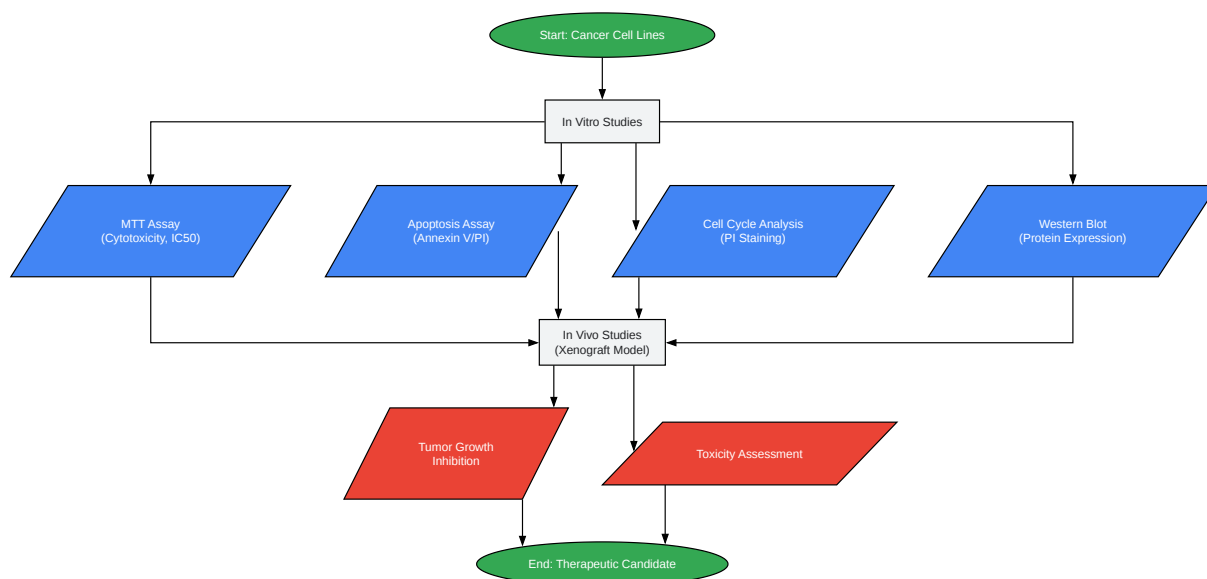 Start: Cancer Cell Lines
In Vitro Studies
MTT Assay
(Cytotoxicity, IC50)
Apoptosis Assay
(Annexin V/PI)
Cell Cycle Analysis
(PI Staining)
Western Blot
(Protein Expression)
In Vivo Studies
(Xenograft Model)
Tumor Growth
Inhibition
Toxicity Assessment
End: Therapeutic Candidate